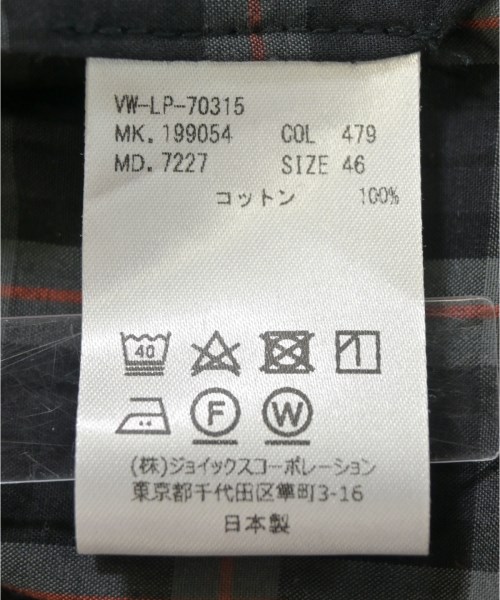 VW-LP-70315
MK. 199054 COL 479
MD. 7227 SIZE 46
コットン 100%
40
F W
(株)ジョイックスコーポレーション
東京都千代田区隼町3-16
日本製